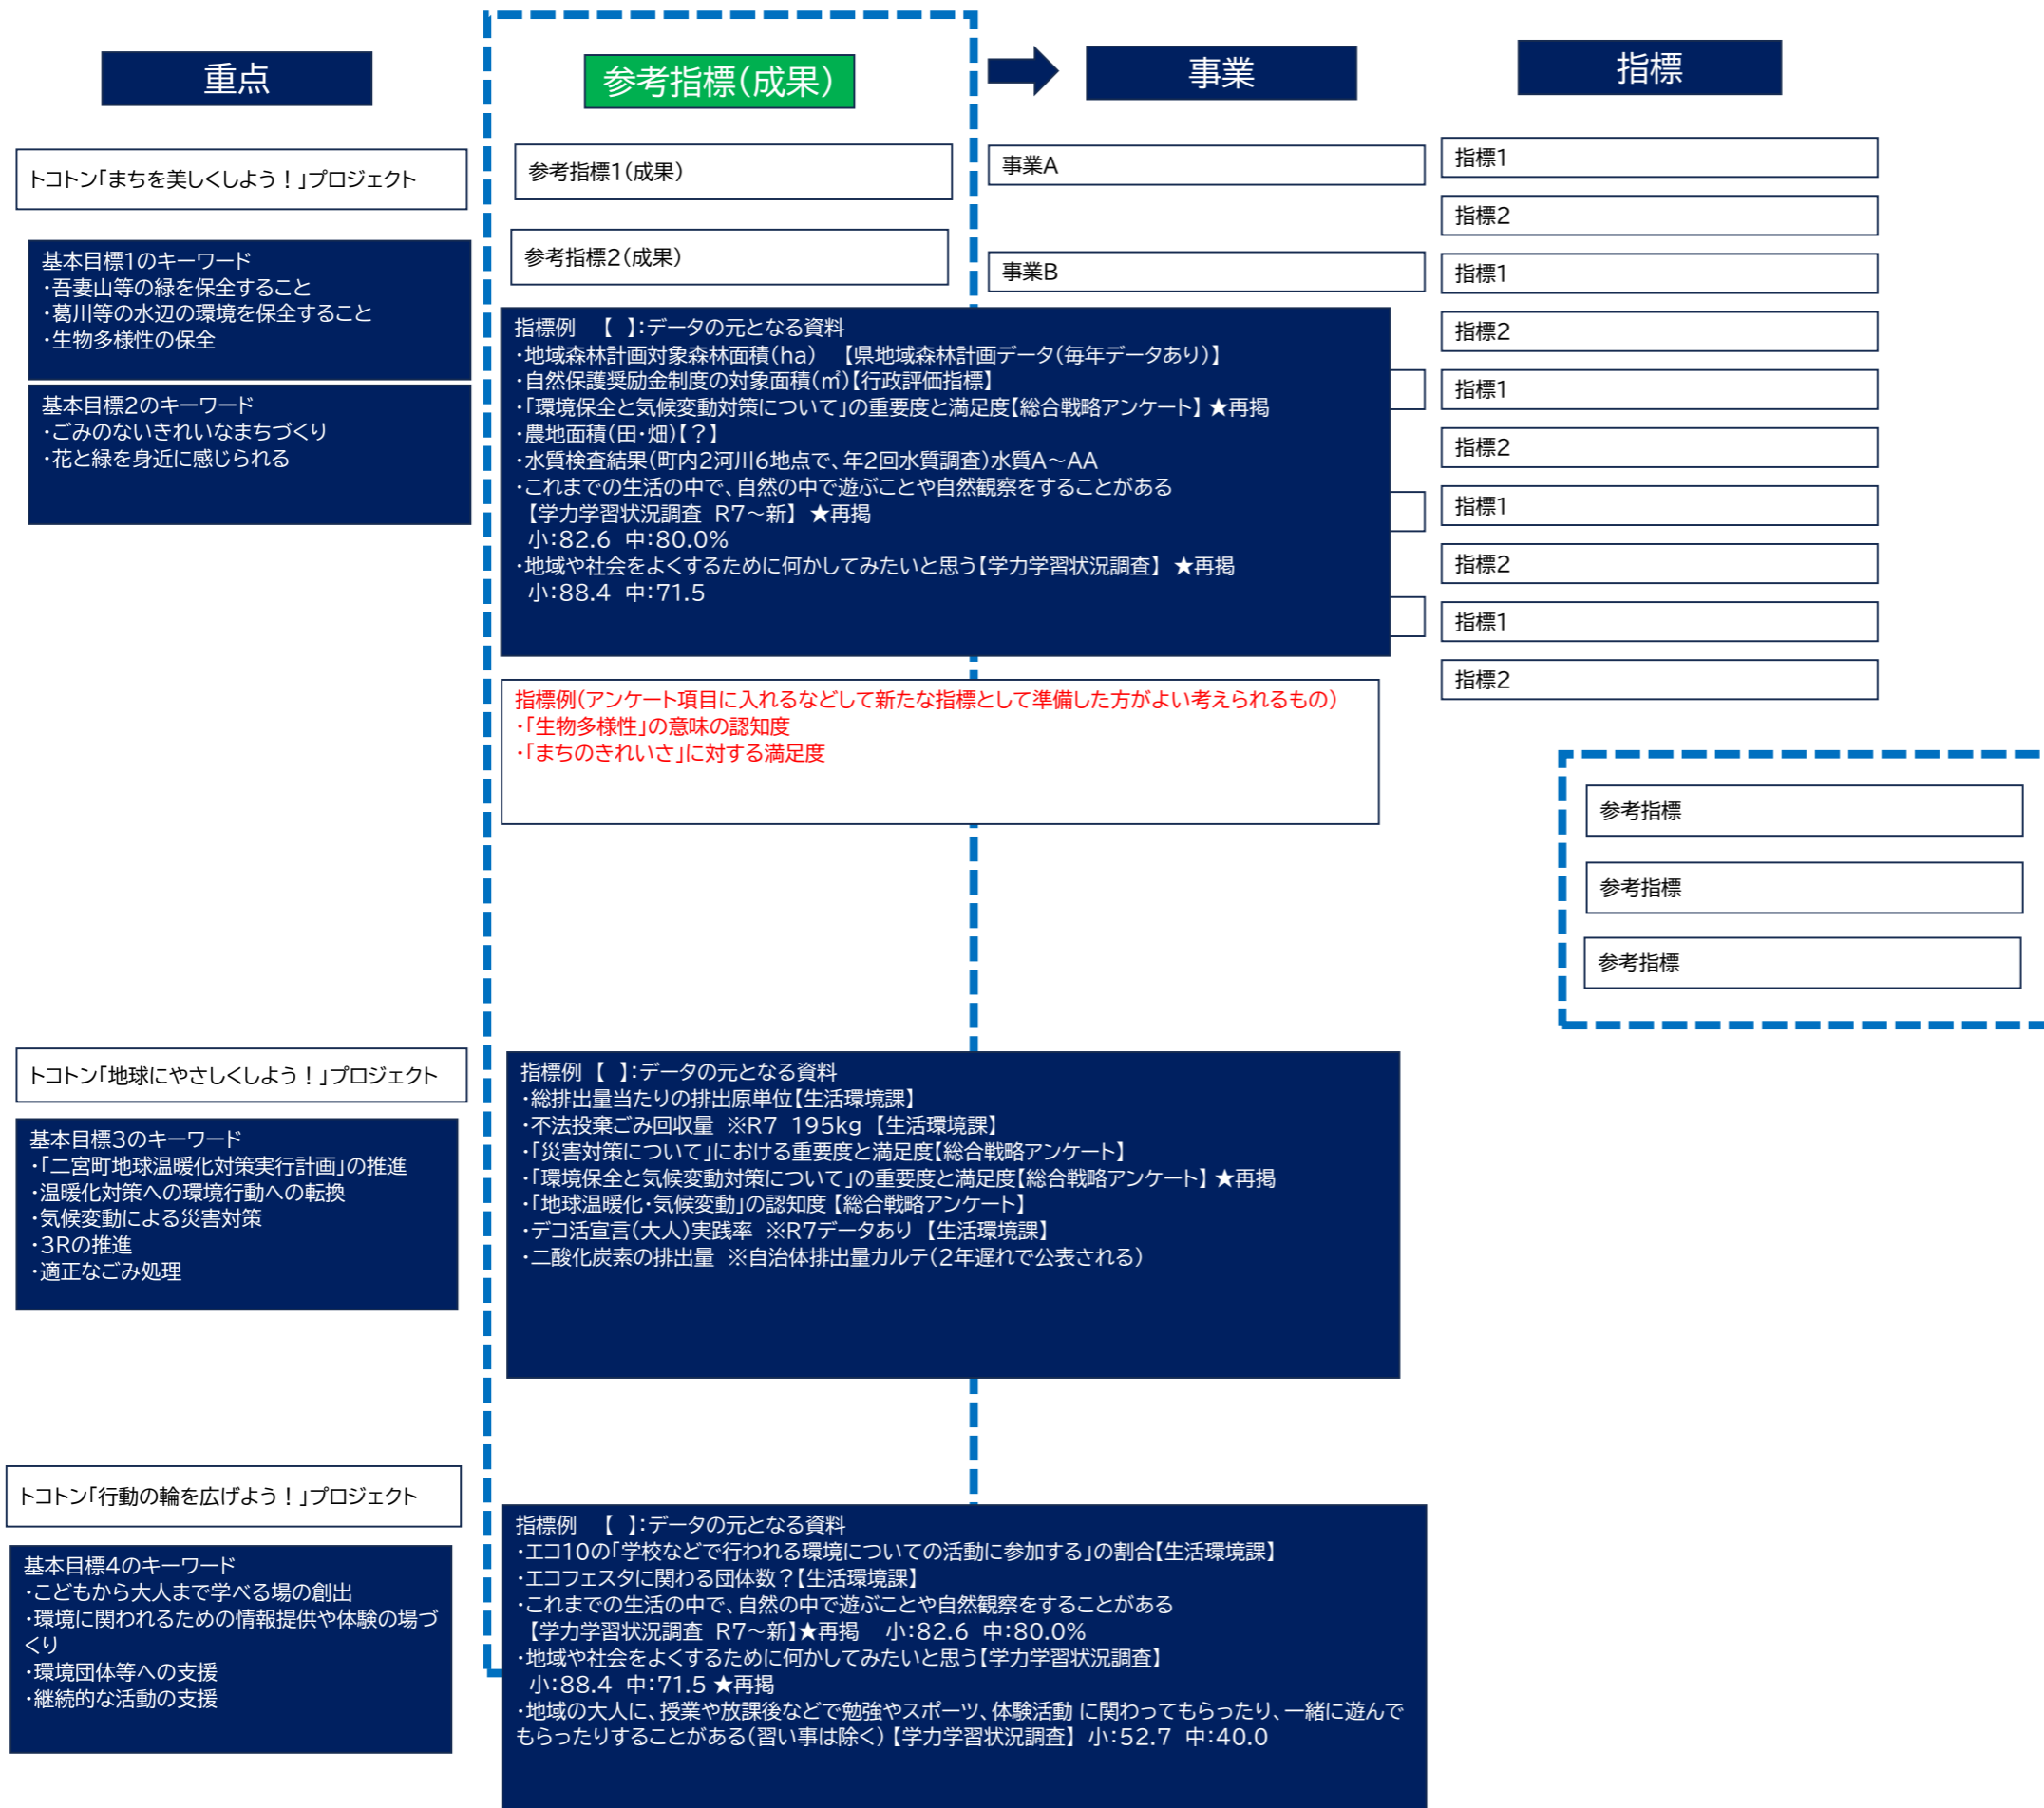 重点
参考指標（成果）
事業
指標
トコトン「まちを美しくしよう！」プロジェクト
基本目標1のキーワード
・吾妻山等の緑を保全すること
・葛川等の水辺の環境を保全すること
・生物多様性の保全
基本目標2のキーワード
・ごみのないきれいなまちづくり
・花と緑を身近に感じられる
参考指標1（成果）
参考指標2（成果）
事業A
事業B
指標1
指標2
指標1
指標2
指標1
指標2
指標1
指標2
指標1
指標2
指標例　【　】：データの元となる資料
・地域森林計画対象森林面積（ha）　【県地域森林計画データ（毎年データあり）】
・自然保護奨励金制度の対象面積（㎡）【行政評価指標】
・「環境保全と気候変動対策について」の重要度と満足度【総合戦略アンケート】 ★再掲
・農地面積（田・畑）【？】
・水質検査結果（町内2河川6地点で、年2回水質調査）水質A～AA
・これまでの生活の中で、自然の中で遊ぶことや自然観察をすることがある
【学力学習状況調査 R7～新】 ★再掲
小：82.6 中：80.0%
・地域や社会をよくするために何かしてみたいと思う【学力学習状況調査】 ★再掲
小：88.4 中：71.5
指標例（アンケート項目に入れるなどして新たな指標として準備した方がよい考えられるもの）
・「生物多様性」の意味の認知度
・「まちのきれいさ」に対する満足度
参考指標
参考指標
参考指標
トコトン「地球にやさしくしよう！」プロジェクト
基本目標3のキーワード
・「二宮町地球温暖化対策実行計画」の推進
・温暖化対策への環境行動への転換
・気候変動による災害対策
・3Rの推進
・適正なごみ処理
指標例 【　】：データの元となる資料
・総排出量当たりの排出原単位【生活環境課】
・不法投棄ごみ回収量 ※R7 195kg 【生活環境課】
・「災害対策について」における重要度と満足度【総合戦略アンケート】
・「環境保全と気候変動対策について」の重要度と満足度【総合戦略アンケート】 ★再掲
・「地球温暖化・気候変動」の認知度 【総合戦略アンケート】
・デコ活宣言（大人）実践率 ※R7データあり 【生活環境課】
・二酸化炭素の排出量 ※自治体排出量カルテ（2年遅れで公表される）
トコトン「行動の輪を広げよう！」プロジェクト
基本目標4のキーワード
・こどもから大人まで学べる場の創出
・環境に関われるための情報提供や体験の場づ
くり
・環境団体等への支援
・継続的な活動の支援
指標例　【　】：データの元となる資料
・エコ10の「学校などで行われる環境についての活動に参加する」の割合【生活環境課】
・エコフェスタに関わる団体数？【生活環境課】
・これまでの生活の中で、自然の中で遊ぶことや自然観察をすることがある
【学力学習状況調査 R7～新】★再掲　小：82.6 中：80.0%
・地域や社会をよくするために何かしてみたいと思う【学力学習状況調査】
小：88.4 中：71.5 ★再掲
・地域の大人に、授業や放課後などで勉強やスポーツ、体験活動 に関わってもらったり、一緒に遊んで
もらったりすることがある（習い事は除く）【学力学習状況調査】 小：52.7 中：40.0